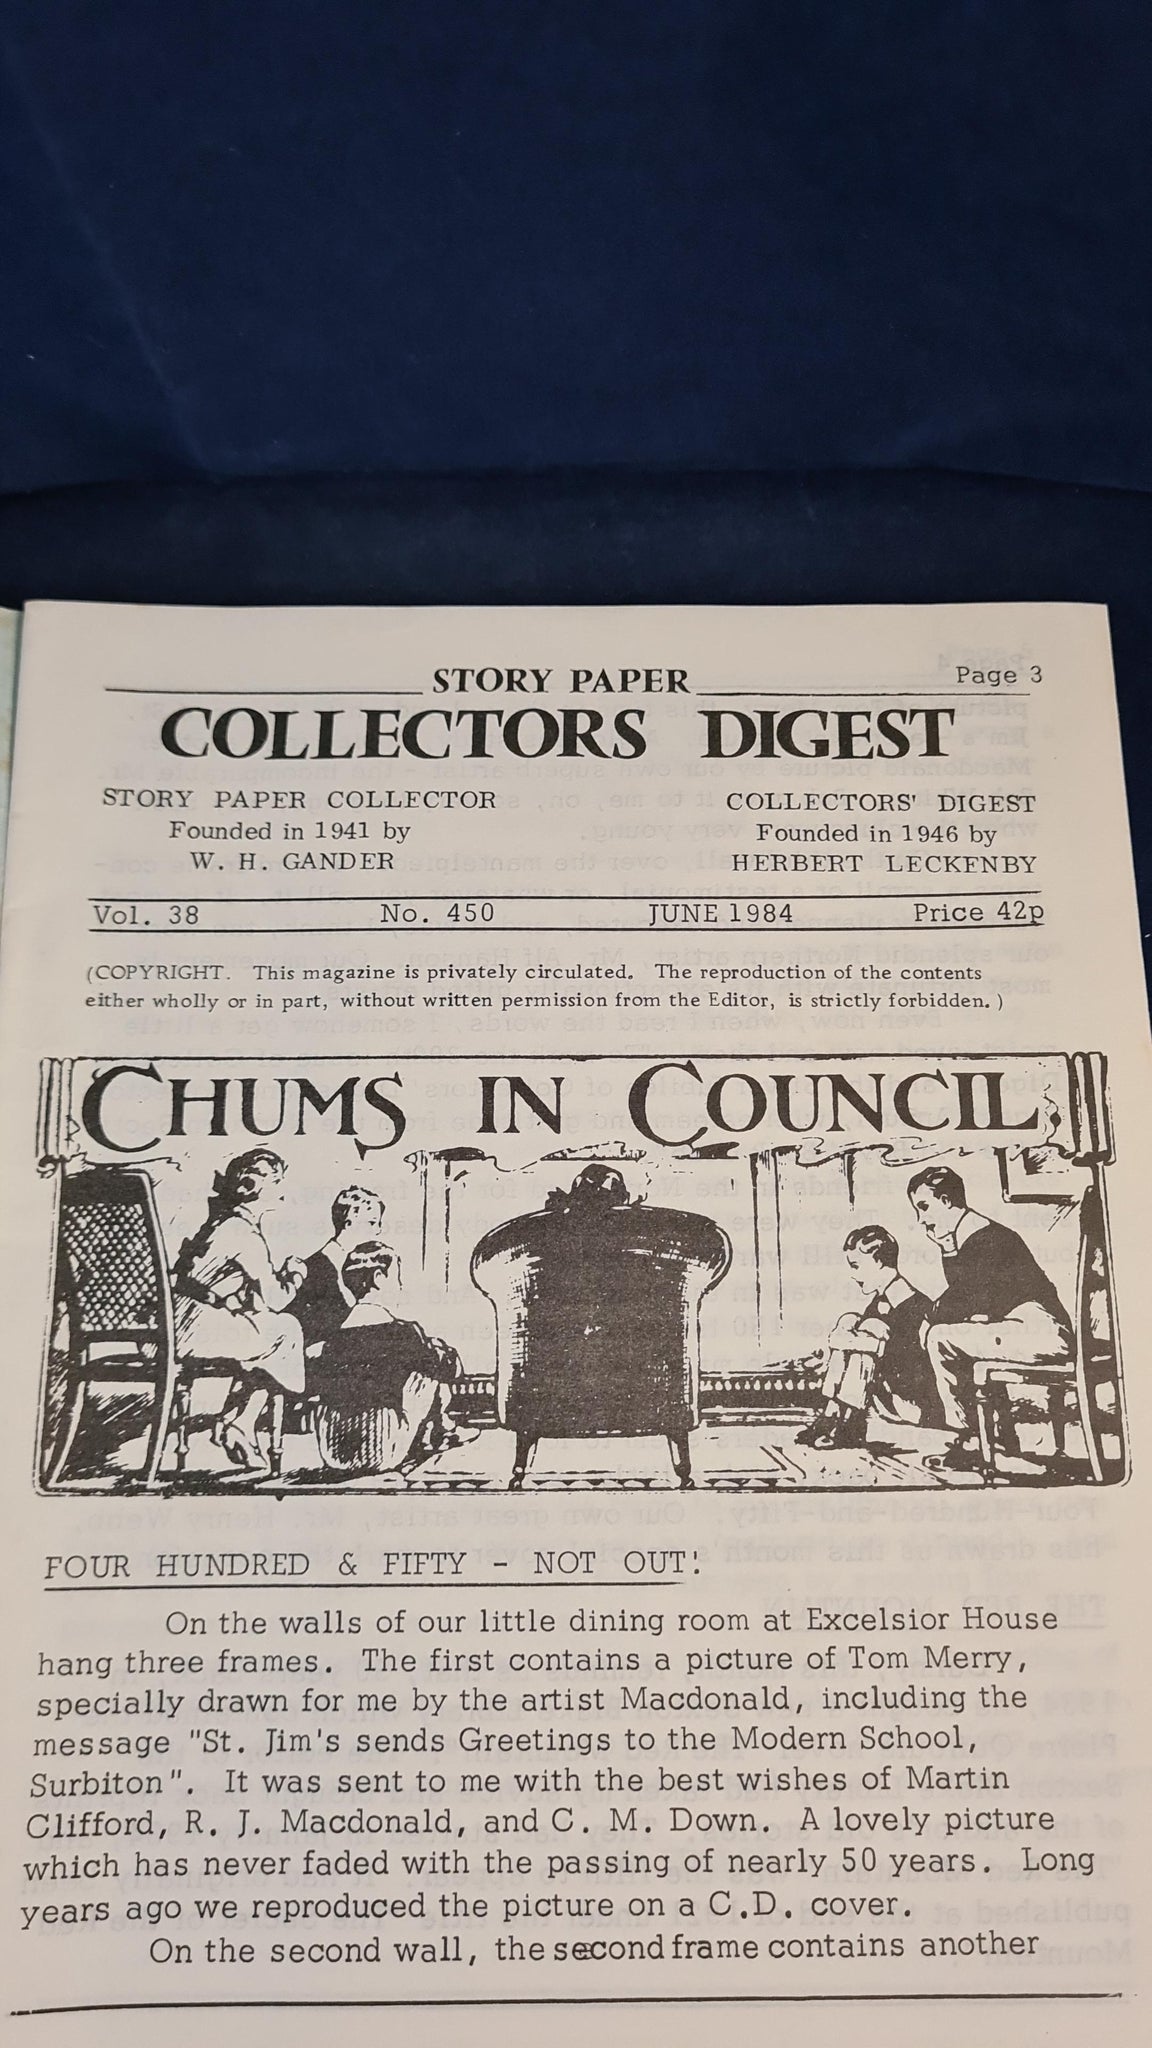 STORY PAPER
Page 3
COLLECTORS DIGEST
STORY PAPER COLLECTOR
Founded in 1941 by
W. H. GANDER
COLLECTORS' DIGEST
Founded in 1946 by
HERBERT LECKENBY
Vol. 38 No. 450 JUNE 1984 Price 42p
(COPYRIGHT. This magazine is privately circulated. The reproduction of the contents
either wholly or in part, without written permission from the Editor, is strictly forbidden.)
CHUMS IN COUNCIL
FOUR HUNDRED & FIFTY - NOT OUT!
On the walls of our little dining room at Excelsior House
hang three frames. The first contains a picture of Tom Merry,
specially drawn for me by the artist Macdonald, including the
message "St. Jim's sends Greetings to the Modern School,
Surbiton". It was sent to me with the best wishes of Martin
Clifford, R. J. Macdonald, and C. M. Down. A lovely picture
which has never faded with the passing of nearly 50 years. Long
years ago we reproduced the picture on a C.D. cover.
On the second wall, the second frame contains another